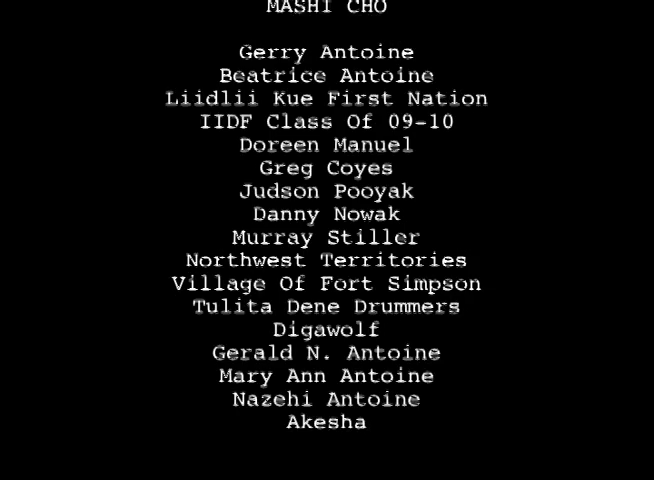 MASHI CHO
Gerry Antoine
Beatrice Antoine
Liidlii Kue First Nation
IIDF Class Of 09-10
Doreen Manuel
Greg Coyes
Judson Pooyak
Danny Nowak
Murray Stiller
Northwest Territories
Village Of Fort Simpson
Tulita Dene Drummers
Digawolf
Gerald N. Antoine
Mary Ann Antoine
Nazehi Antoine
Akesha